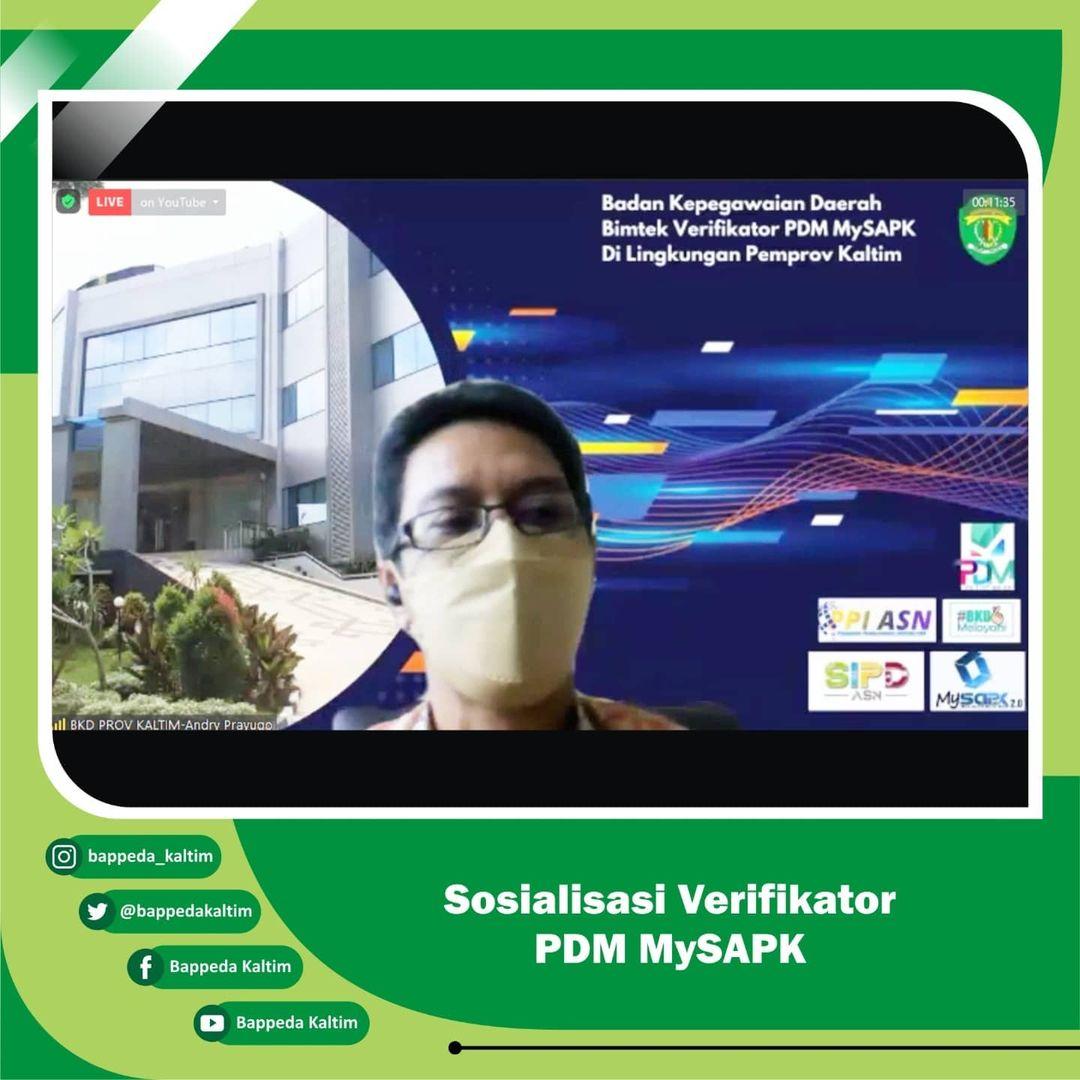 LIVE on YouTube
Badan Kepegawaian Daerah
Bimtek Verifikator PDM MySAPK
Di Lingkungan Pemprov Kaltim
00:11:35
PDM
PPI ASN
#BKD
Melayani
SIPD
ASN
MySAPK 2.0
BKD PROV KALTIM-Andry Prayugo
bappeda_kaltim
@bappedakaltim
Bappeda Kaltim
Bappeda Kaltim
Sosialisasi Verifikator
PDM MySAPK